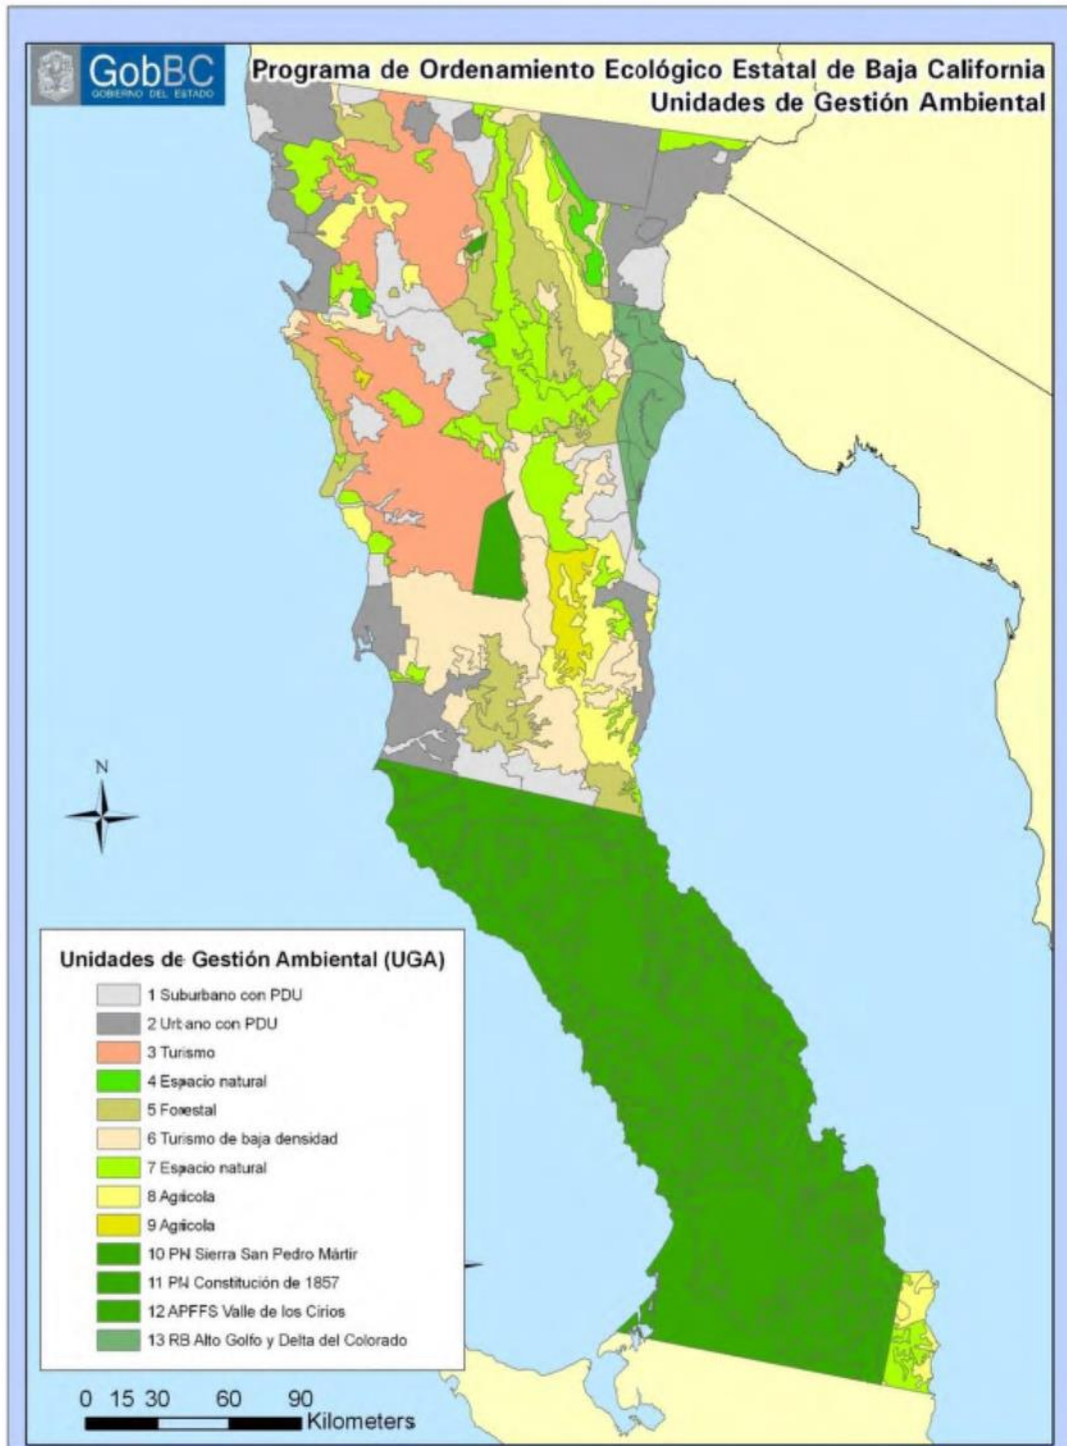 GobBC
GOBIERNO DEL ESTADO
Programa de Ordenamiento Ecológico Estatal de Baja California
Unidades de Gestión Ambiental
N
Unidades de Gestión Ambiental (UGA)
1 Suburbano con PDU
2 Urbano con PDU
3 Turismo
4 Espacio natural
5 Forestal
6 Turismo de baja densidad
7 Espacio natural
8 Agrícola
9 Agrícola
10 PN Sierra San Pedro Mártir
11 PN Constitución de 1857
12 APFFS Valle de los Cirios
13 RB Alto Golfo y Delta del Colorado
0 15 30 60 90
Kilometers